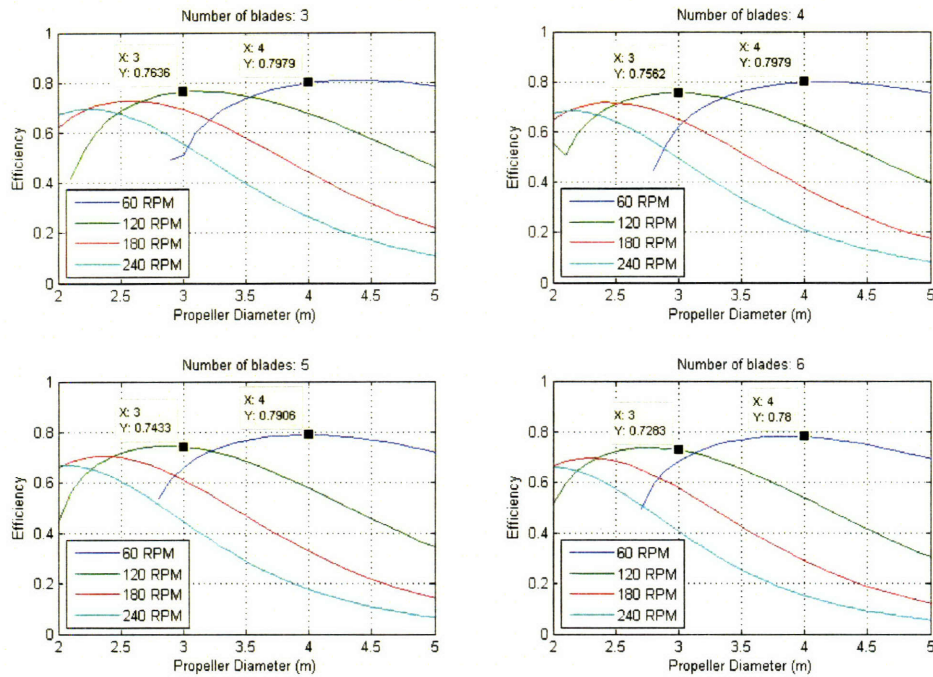 Number of blades: 3
X: 3
Y: 0.7636
X: 4
Y: 0.7979
Efficiency
1
0.8
0.6
0.4
0.2
0
60 RPM
120 RPM
180 RPM
240 RPM
2 2.5 3 3.5 4 4.5 5
Propeller Diameter (m)
Number of blades: 4
X: 3
Y: 0.7562
X: 4
Y: 0.7979
Efficiency
1
0.8
0.6
0.4
0.2
0
60 RPM
120 RPM
180 RPM
240 RPM
2 2.5 3 3.5 4 4.5 5
Propeller Diameter (m)
Number of blades: 5
X: 3
Y: 0.7433
X: 4
Y: 0.7906
Efficiency
1
0.8
0.6
0.4
0.2
0
60 RPM
120 RPM
180 RPM
240 RPM
2 2.5 3 3.5 4 4.5 5
Propeller Diameter (m)
Number of blades: 6
X: 3
Y: 0.7283
X: 4
Y: 0.78
Efficiency
1
0.8
0.6
0.4
0.2
0
60 RPM
120 RPM
180 RPM
240 RPM
2 2.5 3 3.5 4 4.5 5
Propeller Diameter (m)